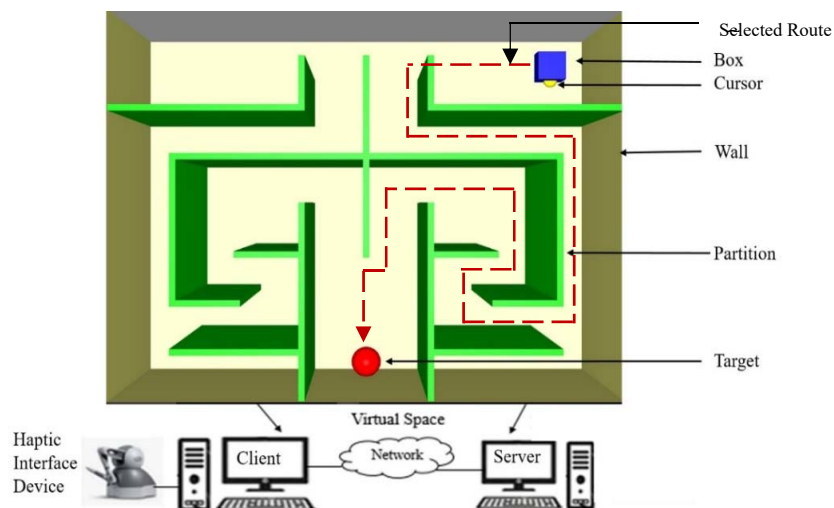 Selected Route
Box
Cursor
Wall
Partition
Target
Virtual Space
Haptic
Interface
Device
Client
Network
Server